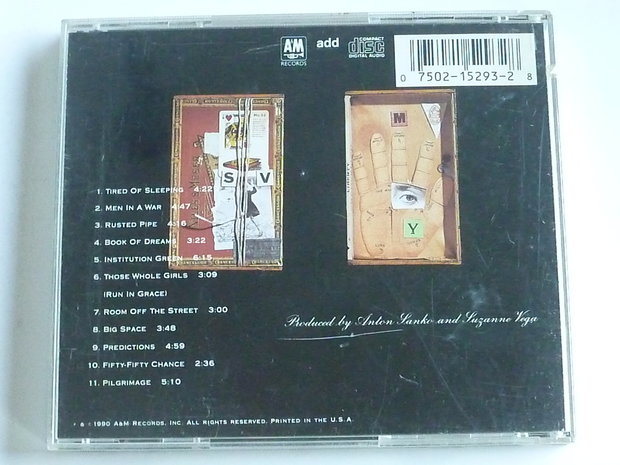 A&M
RECORDS
add
COMPACT
disc
DIGITAL AUDIO
0 7502-15293-2 8
M
S V
Y
1. TIRED OF SLEEPING 4:22
2. MEN IN A WAR 4:47
3. RUSTED PIPE 4:16
4. BOOK OF DREAMS 3:22
5. INSTITUTION GREEN 6:15
6. THOSE WHOLE GIRLS 3:09
(RUN IN GRACE)
7. ROOM OFF THE STREET 3:00
8. BIG SPACE 3:48
9. PREDICTIONS 4:59
10. FIFTY-FIFTY CHANCE 2:36
11. PILGRIMAGE 5:10
Produced by Anton Sanko and Suzanne Vega
©1990 A&M RECORDS, INC. ALL RIGHTS RESERVED. PRINTED IN THE U.S.A.